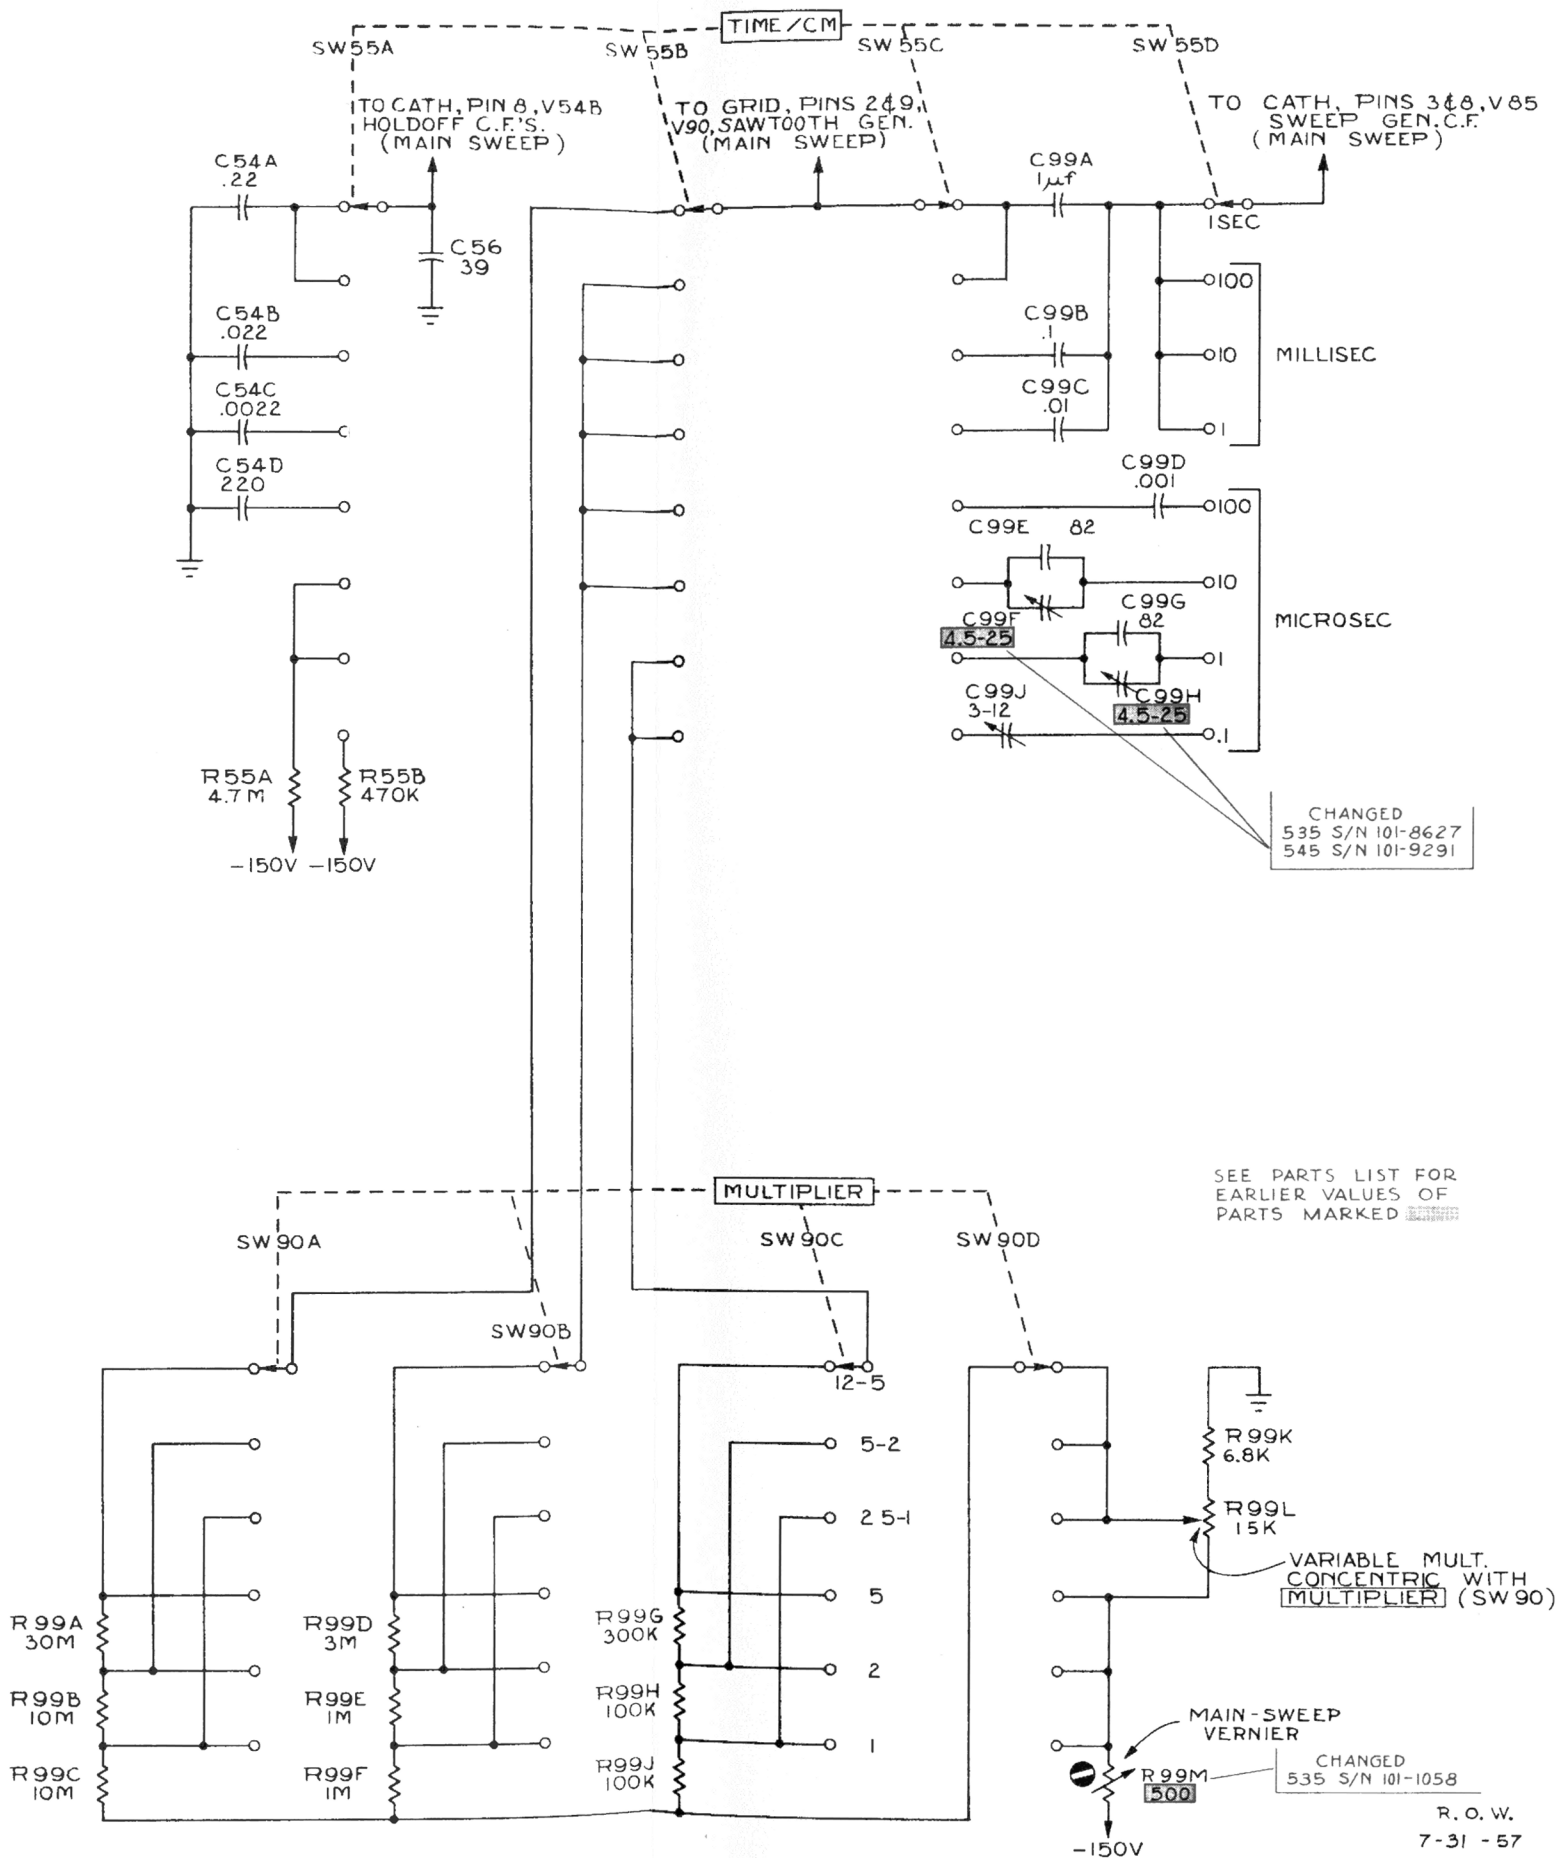 TIME/CM
SW55A
SW55B
SW55C
SW55D
TO CATH, PIN 8, V54B
HOLDOFF C.F.'S.
(MAIN SWEEP)
TO GRID, PINS 2&9,
V90, SAWTOOTH GEN.
(MAIN SWEEP)
TO CATH, PINS 3&8, V85
SWEEP GEN. C.F.
(MAIN SWEEP)
C54A
.22
C56
39
C99A
1µf
1SEC
100
C54B
.022
C99B
.1
10
MILLISEC
C54C
.0022
C99C
.01
1
C54D
220
C99D
.001
100
C99E 82
10
C99F
4.5-25
C99G
82
MICROSEC
1
C99J
3-12
C99H
4.5-25
.1
R55A
4.7M
R55B
470K
-150V -150V
CHANGED
535 S/N 101-8627
545 S/N 101-9291
SEE PARTS LIST FOR
EARLIER VALUES OF
PARTS MARKED
MULTIPLIER
SW90A
SW90B
SW90C
SW90D
12-5
5-2
2.5-1
5
2
1
R99K
6.8K
R99L
15K
VARIABLE MULT.
CONCENTRIC WITH
MULTIPLIER (SW90)
R99A
30M
R99D
3M
R99G
300K
R99B
10M
R99E
1M
R99H
100K
R99C
10M
R99F
1M
R99J
100K
MAIN-SWEEP
VERNIER
R99M
500
CHANGED
535 S/N 101-1058
-150V
R.O.W.
7-31-57